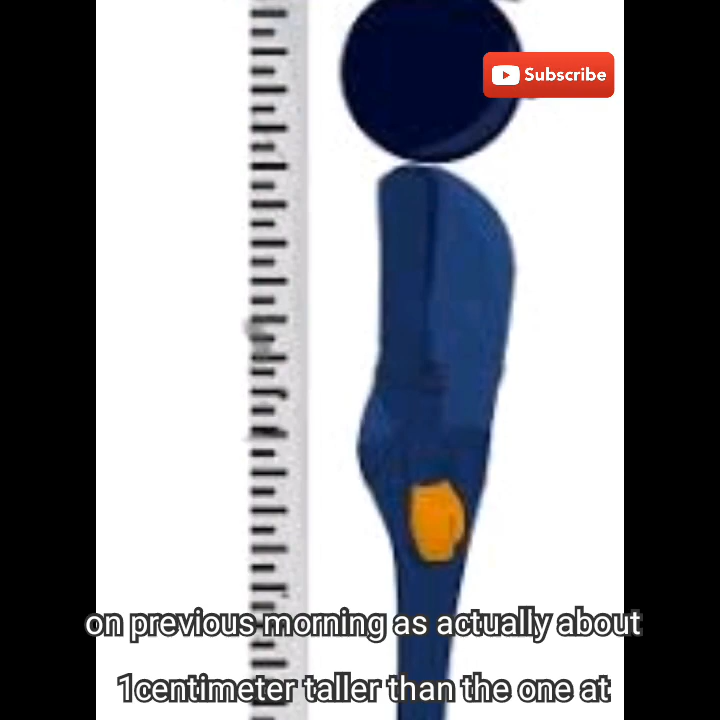 Subscribe
on previous morning as actually about
1centimeter taller than the one at